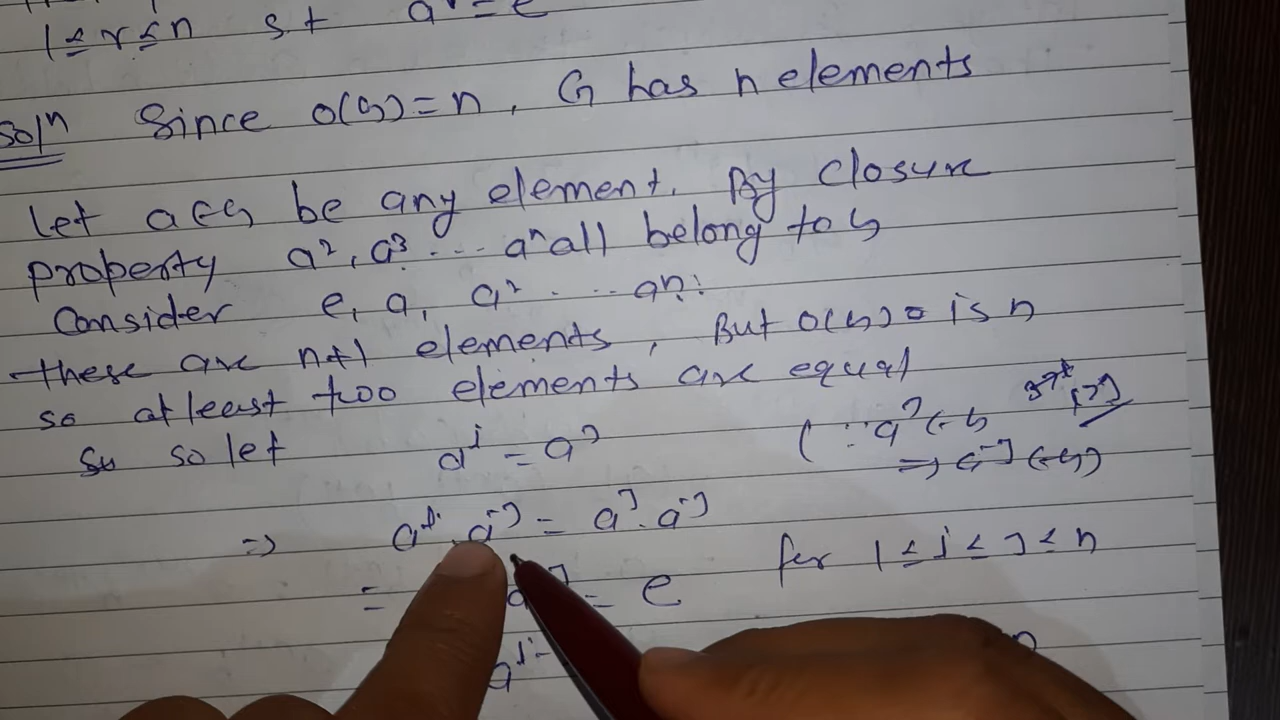 1 ≤ r ≤ n s t a = e
Solⁿ Since o(G) = n, G has n elements
Let a ∈ G be any element. By closure
property a², a³ ... aⁿ all belong to G
Consider e, a, a² ... aⁿ.
these are n+1 elements, But o(G) = is n
so atleast two elements are equal
so let aⁱ = aʲ (∵ aʲ ∈ G
⇒ a⁻ʲ ∈ G)
⇒ aⁱ . a⁻ʲ = aʲ . a⁻ʲ
= = e for 1 ≤ i ≤ j ≤ n